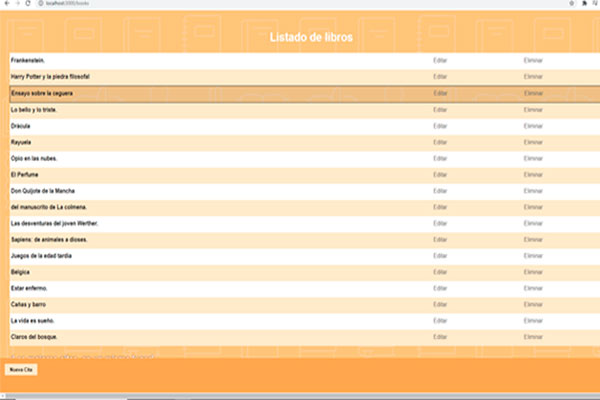 localhost:3000/books
Listado de libros
Frankenstein. Editar Eliminar
Harry Potter y la piedra filosofal Editar Eliminar
Ensayo sobre la ceguera Editar Eliminar
Lo bello y lo triste. Editar Eliminar
Drácula Editar Eliminar
Rayuela Editar Eliminar
Opio en las nubes. Editar Eliminar
El Perfume Editar Eliminar
Don Quijote de la Mancha Editar Eliminar
del manuscrito de La colmena. Editar Eliminar
Las desventuras del joven Werther. Editar Eliminar
Sapiens: de animales a dioses. Editar Eliminar
Juegos de la edad tardia Editar Eliminar
Bélgica Editar Eliminar
Estar enfermo. Editar Eliminar
Cañas y barro Editar Eliminar
La vida es sueño. Editar Eliminar
Claros del bosque. Editar Eliminar
Nueva Cita